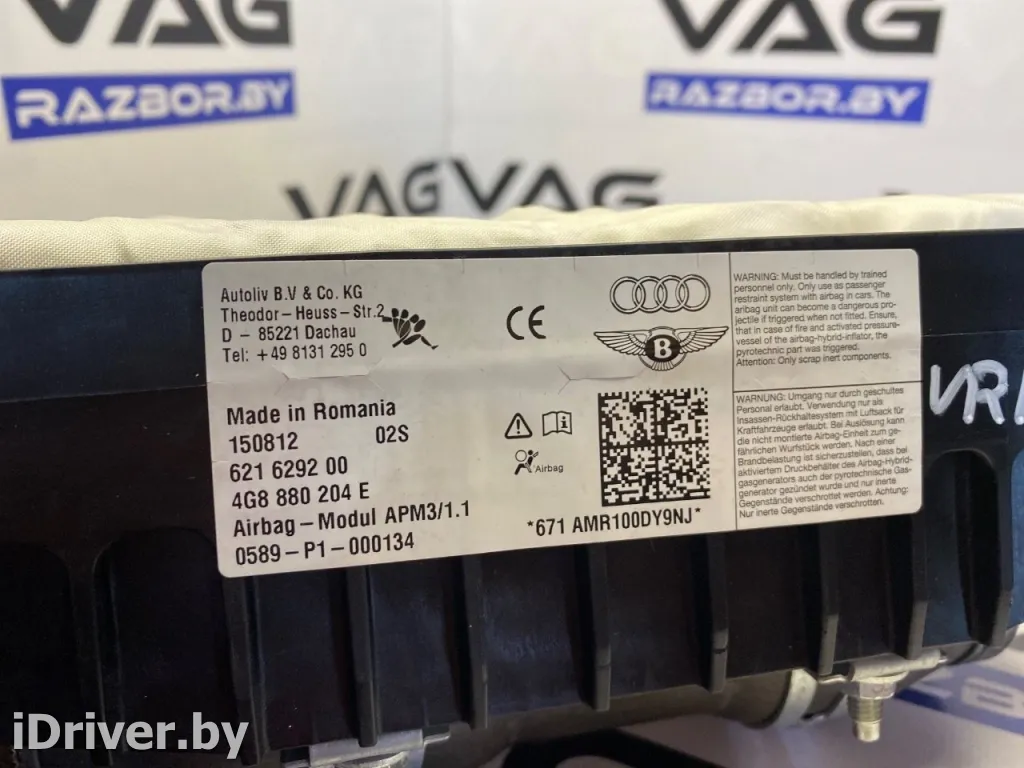 VAG
VAG
RAZBOR.BY
RAZBOR.BY
VAG
VAG
Autoliv B.V & Co. KG
Theodor – Heuss – Str.2
D – 85221 Dachau
Tel: +49 8131 295 0
Made in Romania
150812 02S
621 6292 00
4G8 880 204 E
Airbag – Modul APM3/1.1
0589 – P1 – 000134
CE
B
Airbag
*671 AMR100DY9NJ*
WARNING: Must be handled by trained
personnel only. Only use as passenger
restraint system with airbag in cars. The
aribag unit can become a dangerous pro-
jectile if triggered when not fitted. Ensure,
that in case of fire and activated pressure-
vessel of the airbag-hybrid-inflator, the
pyrotechnic part was triggered.
Attention: Only scrap inert components.
WARNUNG: Umgang nur durch geschultes
Personal erlaubt. Verwendung nur als
Insassen-Rückhaltesystem mit Luftsack für
Kraftfahrzeuge erlaubt. Bei Auslösung kann
die nicht montierte Airbag-Einheit zum ge-
fährlichen Wurfstück werden. Nach einer
Brandbelastung ist sicherzustellen, dass bei
aktiviertem Druckbehälter des Airbag-Hybrid-
gasgenerators auch der pyrotechnische Gas-
generator gezündet wurde und nur inerte
Gegenstände verschrottet werden. Achtung:
Nur inerte Gegenstände verschrotten.
VR
iDriver.by